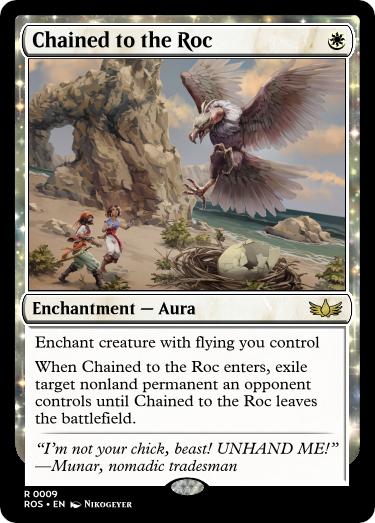 Chained to the Roc
Enchantment — Aura
Enchant creature with flying you control
When Chained to the Roc enters, exile
target nonland permanent an opponent
controls until Chained to the Roc leaves
the battlefield.
“I’m not your chick, beast! UNHAND ME!”
—Munar, nomadic tradesman
R 0009
ROS • EN Nikogeyer